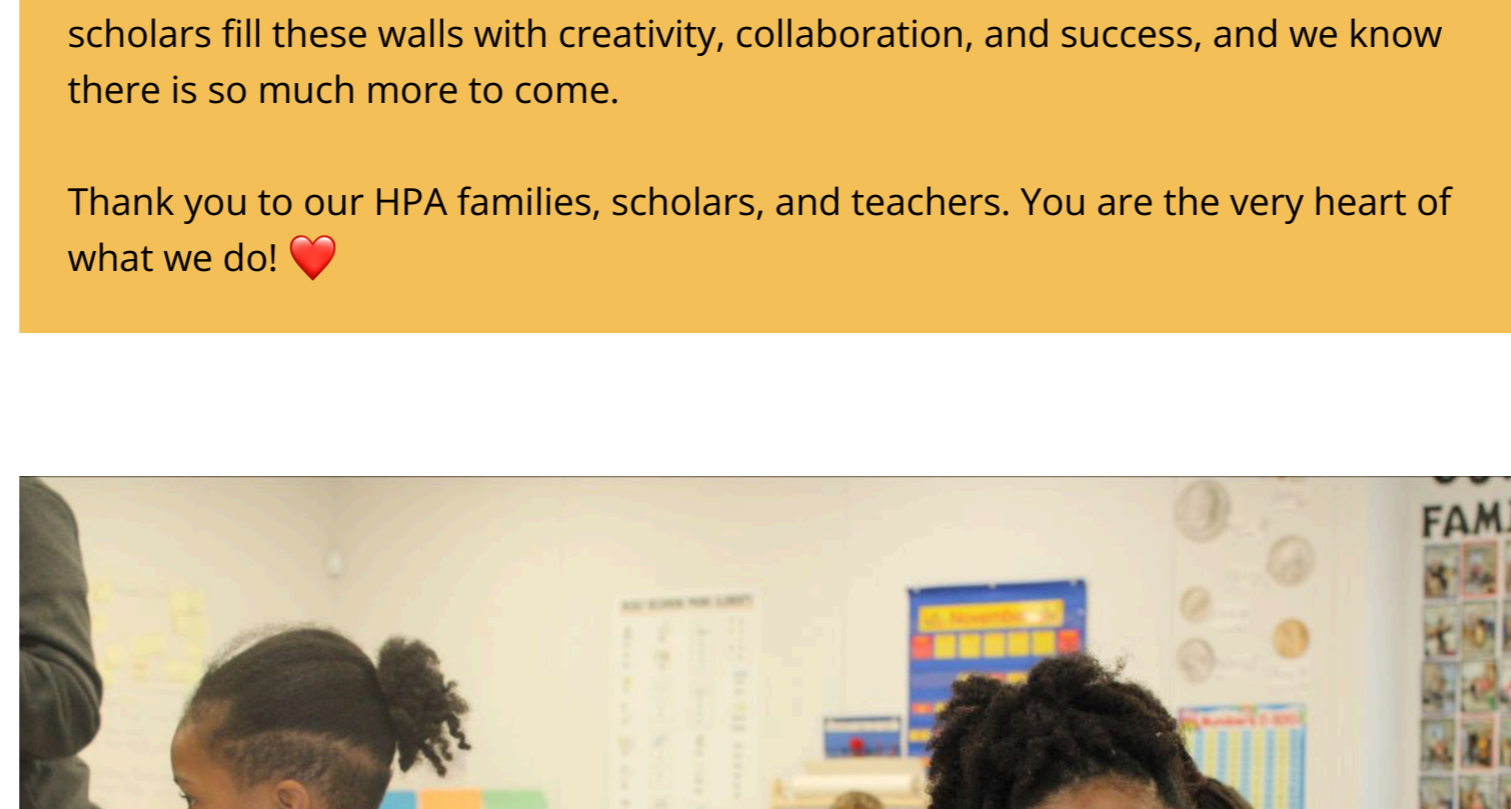 scholars fill these walls with creativity, collaboration, and success, and we know
there is so much more to come.
Thank you to our HPA families, scholars, and teachers. You are the very heart of
what we do! ❤️
November
FAM